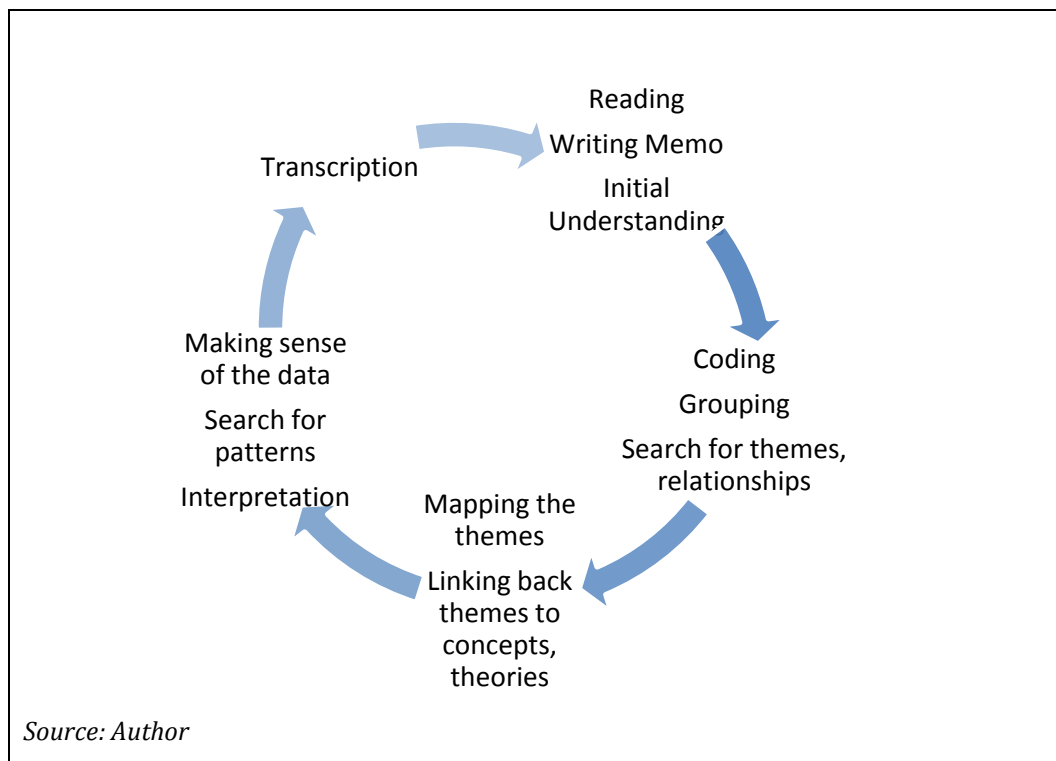 Transcription
Reading
Writing Memo
Initial
Understanding
Coding
Grouping
Search for themes,
relationships
Mapping the
themes
Linking back
themes to
concepts,
theories
Making sense
of the data
Search for
patterns
Interpretation
Source: Author